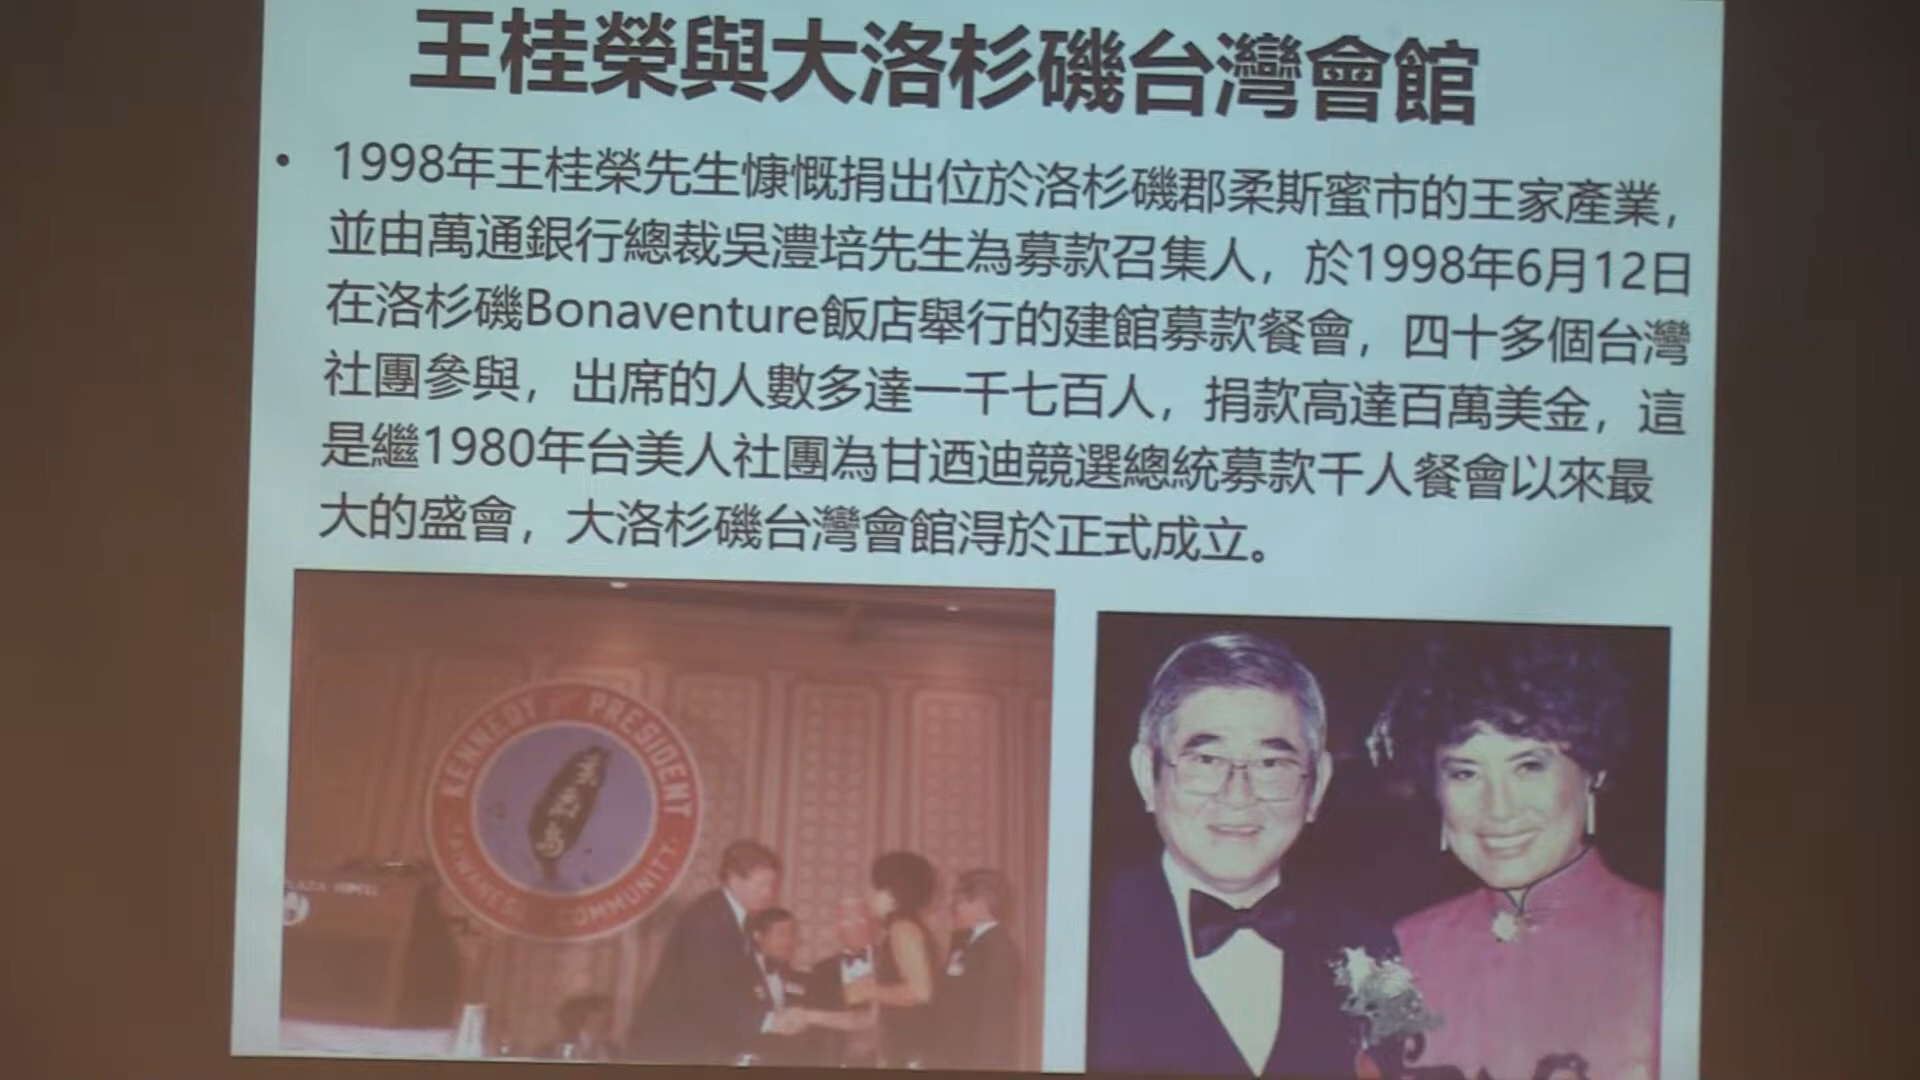 王桂榮與大洛杉磯台灣會館
• 1998年王桂榮先生慷慨捐出位於洛杉磯郡柔斯蜜市的王家產業，
並由萬通銀行總裁吳澧培先生為募款召集人，於1998年6月12日
在洛杉磯Bonaventure飯店舉行的建館募款餐會，四十多個台灣
社團參與，出席的人數多達一千七百人，捐款高達百萬美金，這
是繼1980年台美人社團為甘迺迪競選總統募款千人餐會以來最
大的盛會，大洛杉磯台灣會館淂於正式成立。
KENNEDY PRESIDENT
美麗島
COMMUNITY
PLAZA HOTEL